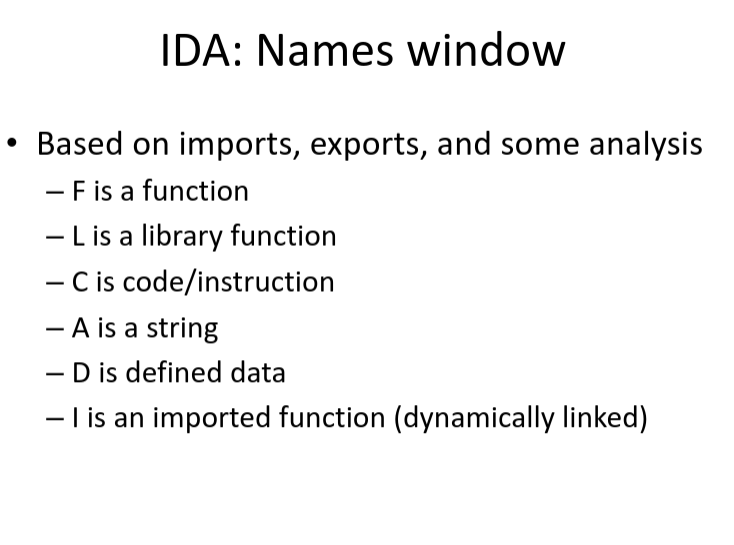 IDA: Names window
• Based on imports, exports, and some analysis
– F is a function
– L is a library function
– C is code/instruction
– A is a string
– D is defined data
– I is an imported function (dynamically linked)